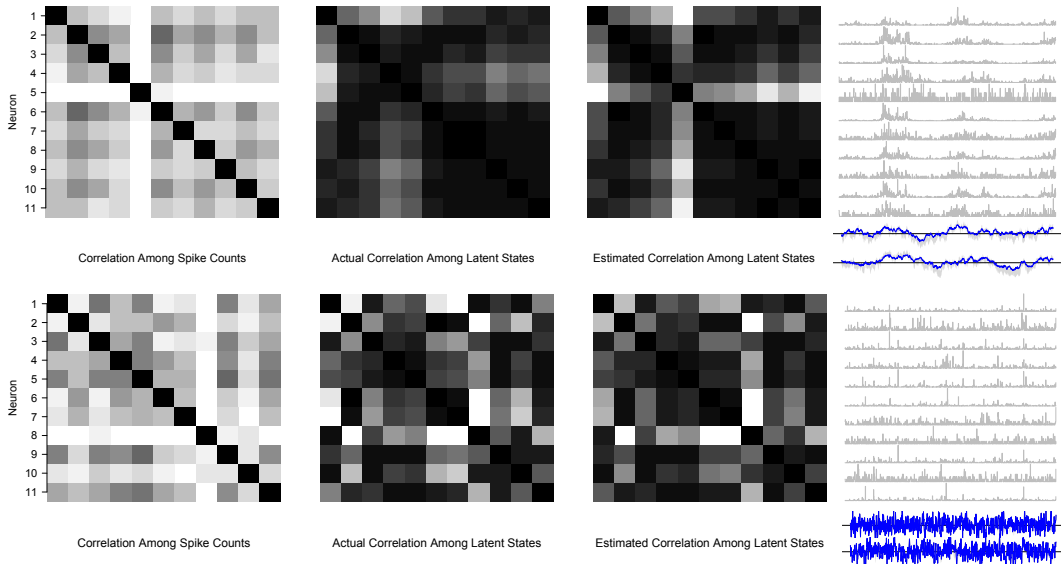 1
2
3
4
5
6
7
8
9
10
11
Neuron
Correlation Among Spike Counts
Actual Correlation Among Latent States
Estimated Correlation Among Latent States
1
2
3
4
5
6
7
8
9
10
11
Neuron
Correlation Among Spike Counts
Actual Correlation Among Latent States
Estimated Correlation Among Latent States